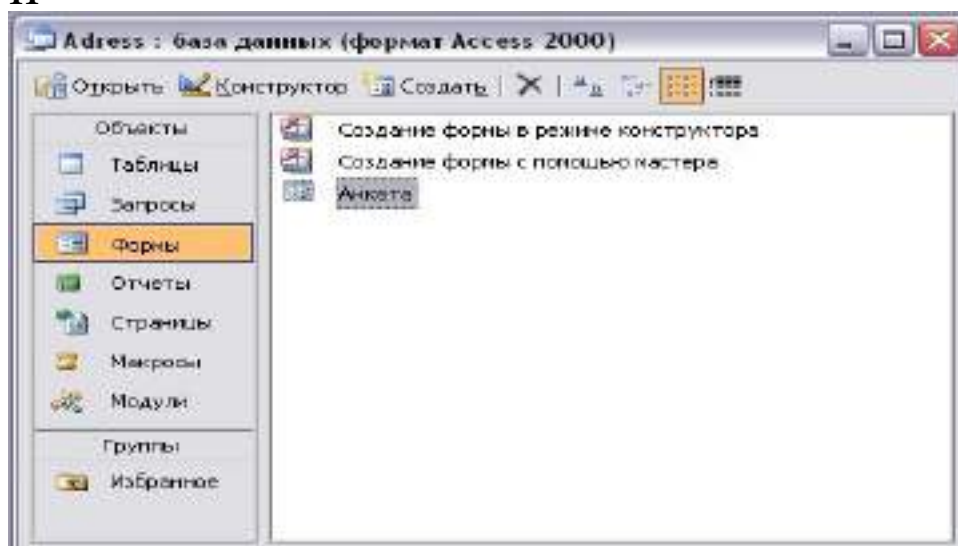 Adress : база данных (формат Access 2000)
Открыть Конструктор Создать
Объекты
Таблицы
Запросы
Формы
Отчеты
Страницы
Макросы
Модули
Группы
Избранное
Создание формы в режиме конструктора
Создание формы с помощью мастера
Анкета